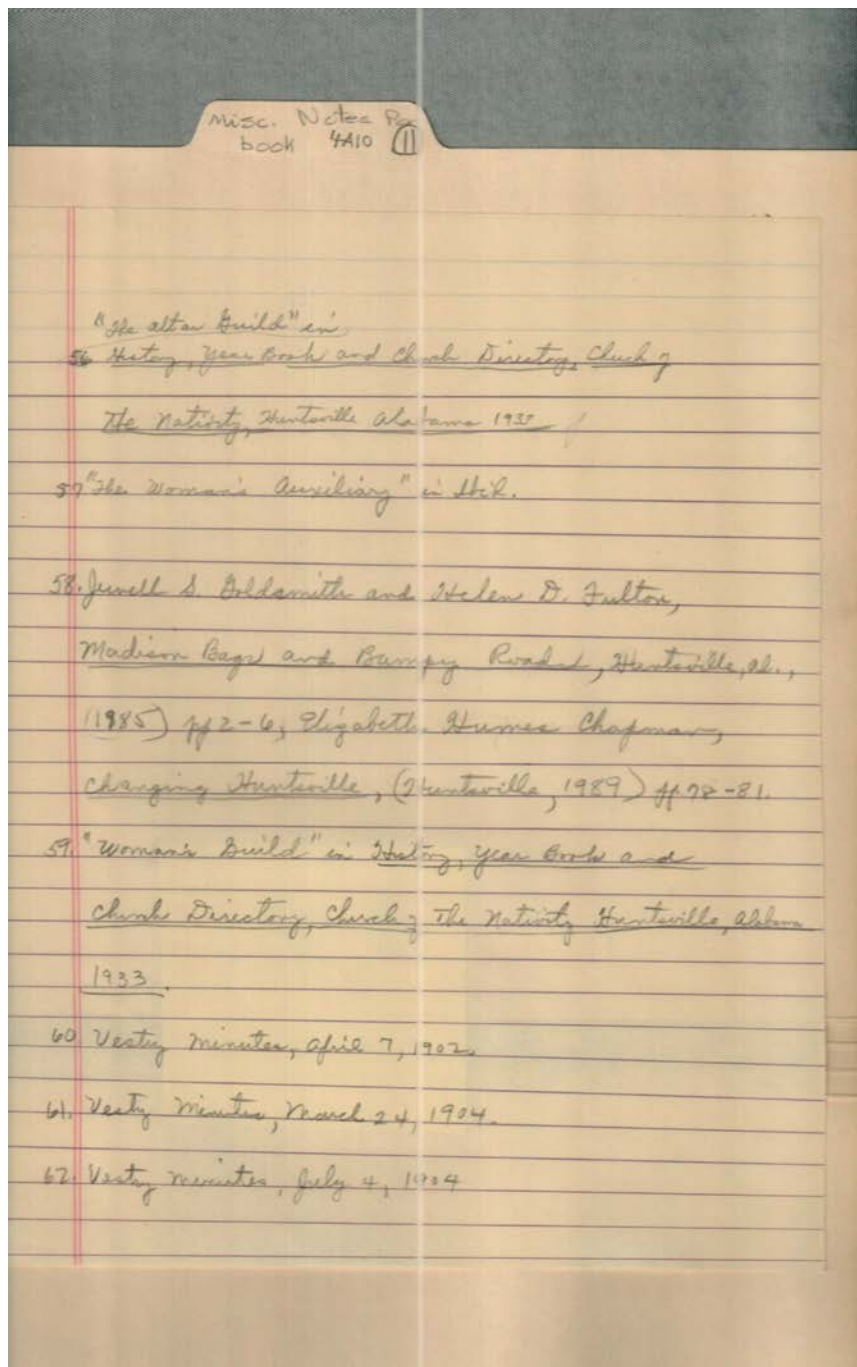 Misc. Notes
book 4A10 11
"The altar Guild" in
56 History, Year Book and Church Directory, Church of
The Nativity, Huntsville Alabama
57 "The Woman's Auxiliary" in Ibid.
58. Jewell S. Goldsmith and Helen D. Fulton,
Madison Bags and Bumpy Roads, Huntsville, Al.,
(1985) pp 2-6, Elizabeth Humes Chapman,
Changing Huntsville, (Huntsville, 1989) pp. 78-81.
59. "Woman's Guild" in History, Year Book and
Church Directory, Church of The Nativity Huntsville, Alabama
1933.
60 Vestry Minutes, April 7, 1902.
61. Vestry Minutes, March 24, 1904.
62. Vestry Minutes, July 4, 1904